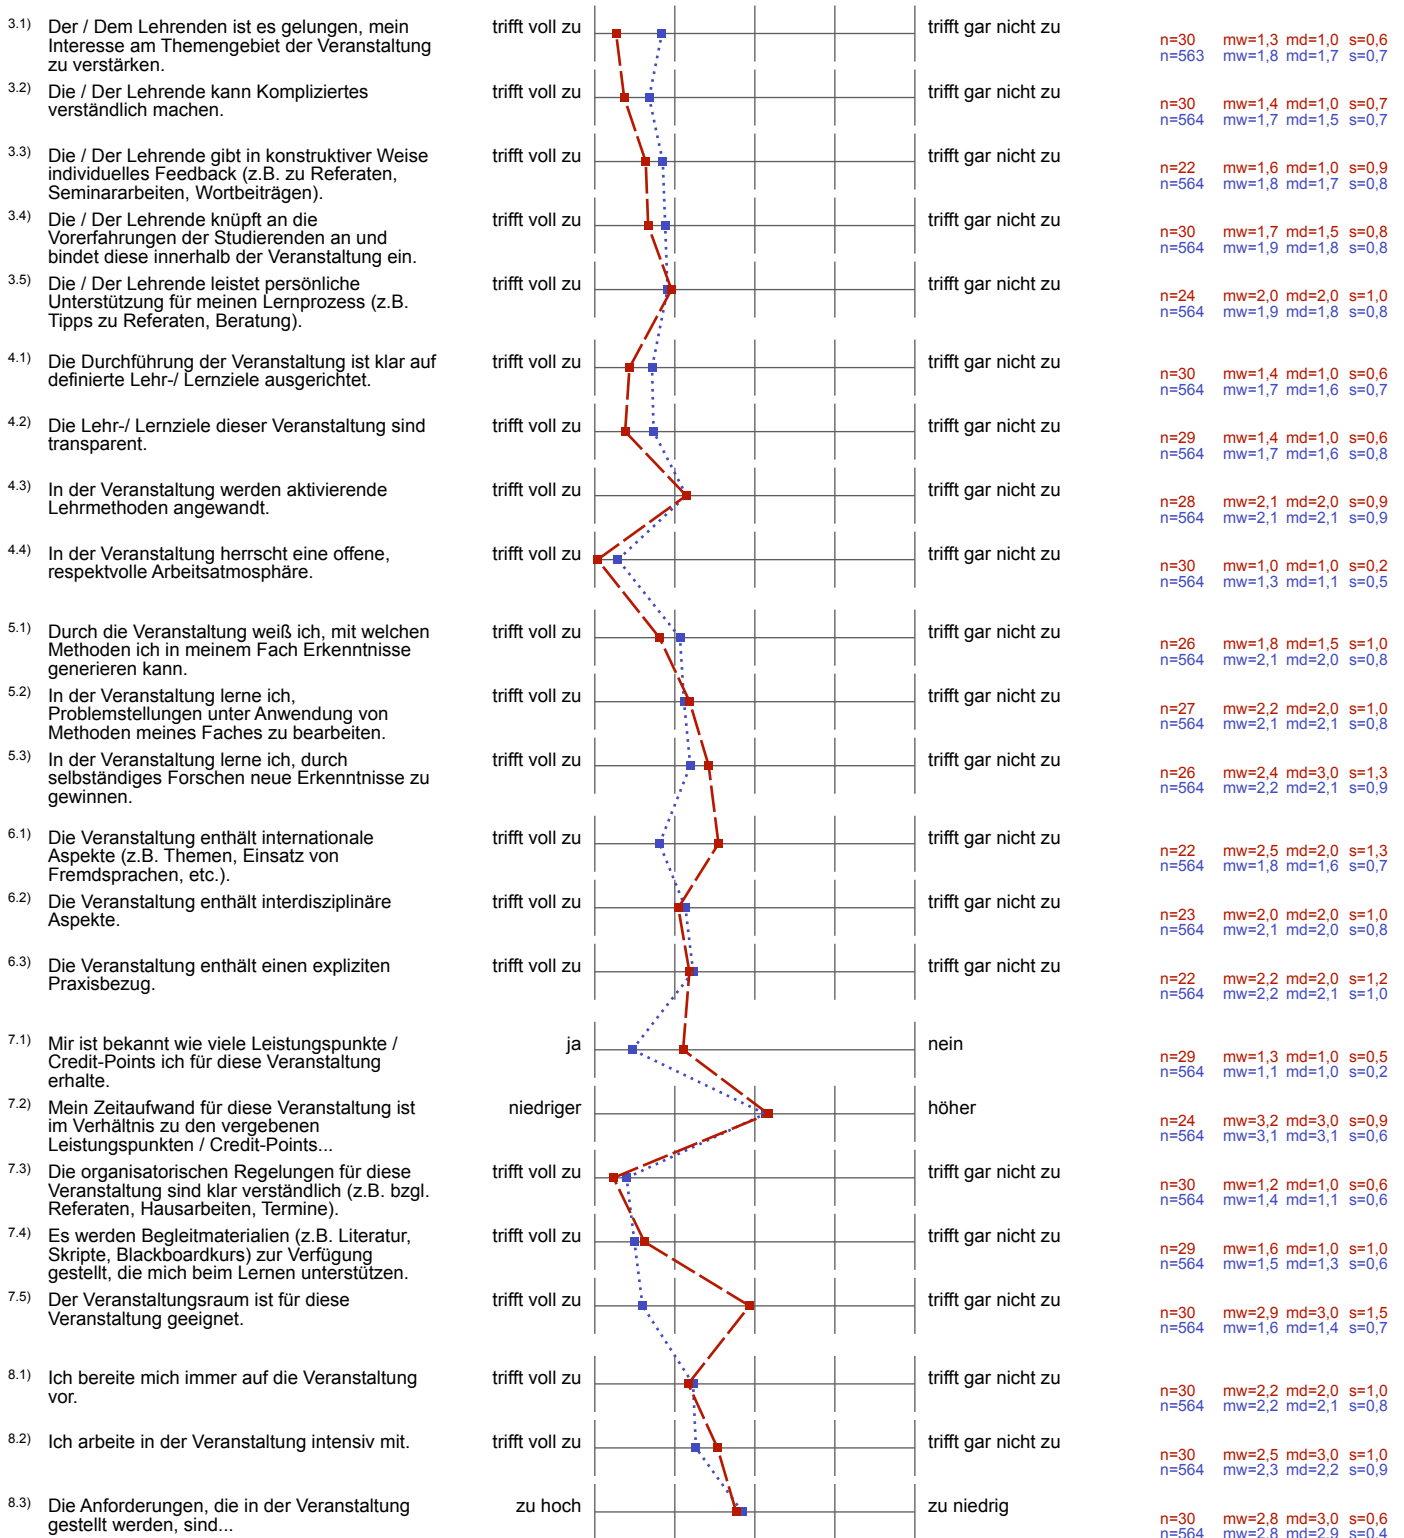 3.1) Der / Dem Lehrenden ist es gelungen, mein
Interesse am Themengebiet der Veranstaltung
zu verstärken.
trifft voll zu trifft gar nicht zu
n=30 mw=1,3 md=1,0 s=0,6
n=563 mw=1,8 md=1,7 s=0,7
3.2) Die / Der Lehrende kann Kompliziertes
verständlich machen.
trifft voll zu trifft gar nicht zu
n=30 mw=1,4 md=1,0 s=0,7
n=564 mw=1,7 md=1,5 s=0,7
3.3) Die / Der Lehrende gibt in konstruktiver Weise
individuelles Feedback (z.B. zu Referaten,
Seminararbeiten, Wortbeiträgen).
trifft voll zu trifft gar nicht zu
n=22 mw=1,6 md=1,0 s=0,9
n=564 mw=1,8 md=1,7 s=0,8
3.4) Die / Der Lehrende knüpft an die
Vorerfahrungen der Studierenden an und
bindet diese innerhalb der Veranstaltung ein.
trifft voll zu trifft gar nicht zu
n=30 mw=1,7 md=1,5 s=0,8
n=564 mw=1,9 md=1,8 s=0,8
3.5) Die / Der Lehrende leistet persönliche
Unterstützung für meinen Lernprozess (z.B.
Tipps zu Referaten, Beratung).
trifft voll zu trifft gar nicht zu
n=24 mw=2,0 md=2,0 s=1,0
n=564 mw=1,9 md=1,8 s=0,8
4.1) Die Durchführung der Veranstaltung ist klar auf
definierte Lehr-/ Lernziele ausgerichtet.
trifft voll zu trifft gar nicht zu
n=30 mw=1,4 md=1,0 s=0,6
n=564 mw=1,7 md=1,6 s=0,7
4.2) Die Lehr-/ Lernziele dieser Veranstaltung sind
transparent.
trifft voll zu trifft gar nicht zu
n=29 mw=1,4 md=1,0 s=0,6
n=564 mw=1,7 md=1,6 s=0,8
4.3) In der Veranstaltung werden aktivierende
Lehrmethoden angewandt.
trifft voll zu trifft gar nicht zu
n=28 mw=2,1 md=2,0 s=0,9
n=564 mw=2,1 md=2,1 s=0,9
4.4) In der Veranstaltung herrscht eine offene,
respektvolle Arbeitsatmosphäre.
trifft voll zu trifft gar nicht zu
n=30 mw=1,0 md=1,0 s=0,2
n=564 mw=1,3 md=1,1 s=0,5
5.1) Durch die Veranstaltung weiß ich, mit welchen
Methoden ich in meinem Fach Erkenntnisse
generieren kann.
trifft voll zu trifft gar nicht zu
n=26 mw=1,8 md=1,5 s=1,0
n=564 mw=2,1 md=2,0 s=0,8
5.2) In der Veranstaltung lerne ich,
Problemstellungen unter Anwendung von
Methoden meines Faches zu bearbeiten.
trifft voll zu trifft gar nicht zu
n=27 mw=2,2 md=2,0 s=1,0
n=564 mw=2,1 md=2,1 s=0,8
5.3) In der Veranstaltung lerne ich, durch
selbständiges Forschen neue Erkenntnisse zu
gewinnen.
trifft voll zu trifft gar nicht zu
n=26 mw=2,4 md=3,0 s=1,3
n=564 mw=2,2 md=2,1 s=0,9
6.1) Die Veranstaltung enthält internationale
Aspekte (z.B. Themen, Einsatz von
Fremdsprachen, etc.).
trifft voll zu trifft gar nicht zu
n=22 mw=2,5 md=2,0 s=1,3
n=564 mw=1,8 md=1,6 s=0,7
6.2) Die Veranstaltung enthält interdisziplinäre
Aspekte.
trifft voll zu trifft gar nicht zu
n=23 mw=2,0 md=2,0 s=1,0
n=564 mw=2,1 md=2,0 s=0,8
6.3) Die Veranstaltung enthält einen expliziten
Praxisbezug.
trifft voll zu trifft gar nicht zu
n=22 mw=2,2 md=2,0 s=1,2
n=564 mw=2,2 md=2,1 s=1,0
7.1) Mir ist bekannt wie viele Leistungspunkte /
Credit-Points ich für diese Veranstaltung
erhalte.
ja nein
n=29 mw=1,3 md=1,0 s=0,5
n=564 mw=1,1 md=1,0 s=0,2
7.2) Mein Zeitaufwand für diese Veranstaltung ist
im Verhältnis zu den vergebenen
Leistungspunkten / Credit-Points...
niedriger höher
n=24 mw=3,2 md=3,0 s=0,9
n=564 mw=3,1 md=3,1 s=0,6
7.3) Die organisatorischen Regelungen für diese
Veranstaltung sind klar verständlich (z.B. bzgl.
Referaten, Hausarbeiten, Termine).
trifft voll zu trifft gar nicht zu
n=30 mw=1,2 md=1,0 s=0,6
n=564 mw=1,4 md=1,1 s=0,6
7.4) Es werden Begleitmaterialien (z.B. Literatur,
Skripte, Blackboardkurs) zur Verfügung
gestellt, die mich beim Lernen unterstützen.
trifft voll zu trifft gar nicht zu
n=29 mw=1,6 md=1,0 s=1,0
n=564 mw=1,5 md=1,3 s=0,6
7.5) Der Veranstaltungsraum ist für diese
Veranstaltung geeignet.
trifft voll zu trifft gar nicht zu
n=30 mw=2,9 md=3,0 s=1,5
n=564 mw=1,6 md=1,4 s=0,7
8.1) Ich bereite mich immer auf die Veranstaltung
vor.
trifft voll zu trifft gar nicht zu
n=30 mw=2,2 md=2,0 s=1,0
n=564 mw=2,2 md=2,1 s=0,8
8.2) Ich arbeite in der Veranstaltung intensiv mit.
trifft voll zu trifft gar nicht zu
n=30 mw=2,5 md=3,0 s=1,0
n=564 mw=2,3 md=2,2 s=0,9
8.3) Die Anforderungen, die in der Veranstaltung
gestellt werden, sind...
zu hoch zu niedrig
n=30 mw=2,8 md=3,0 s=0,6
n=564 mw=2,8 md=2,9 s=0,4